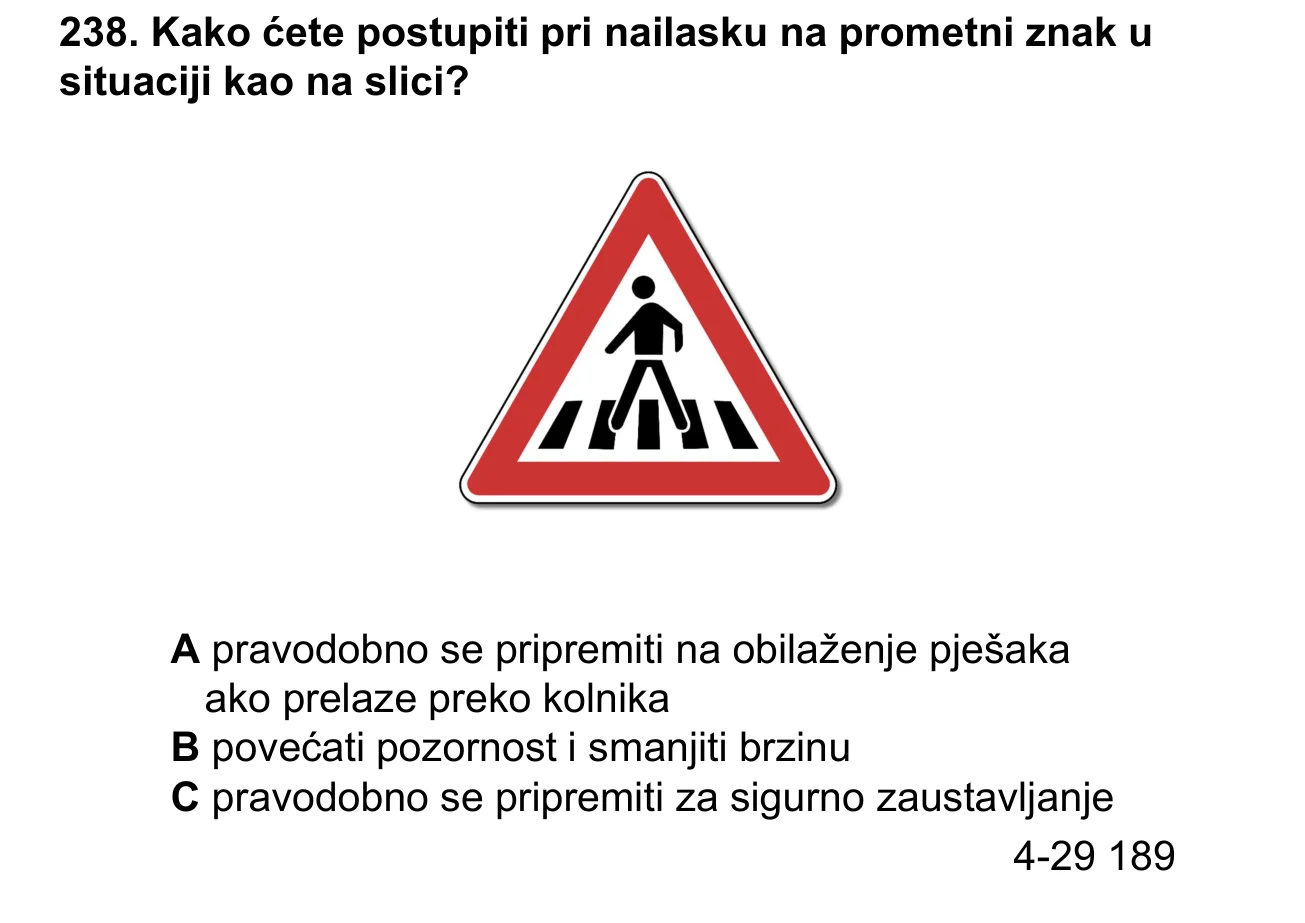 238. Kako ćete postupiti pri nailasku na prometni znak u
situaciji kao na slici?
A pravodobno se pripremiti na obilaženje pješaka
ako prelaze preko kolnika
B povećati pozornost i smanjiti brzinu
C pravodobno se pripremiti za sigurno zaustavljanje
4-29 189